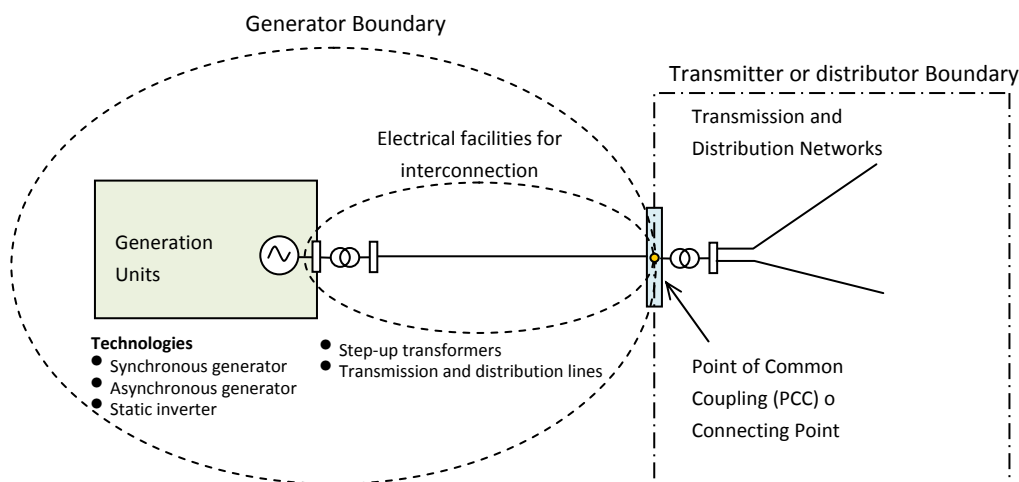 Generator Boundary
Transmitter or distributor Boundary
Transmission and
Distribution Networks
Electrical facilities for
interconnection
Generation
Units
Technologies
● Synchronous generator
● Asynchronous generator
● Static inverter
● Step-up transformers
● Transmission and distribution lines
Point of Common
Coupling (PCC) o
Connecting Point